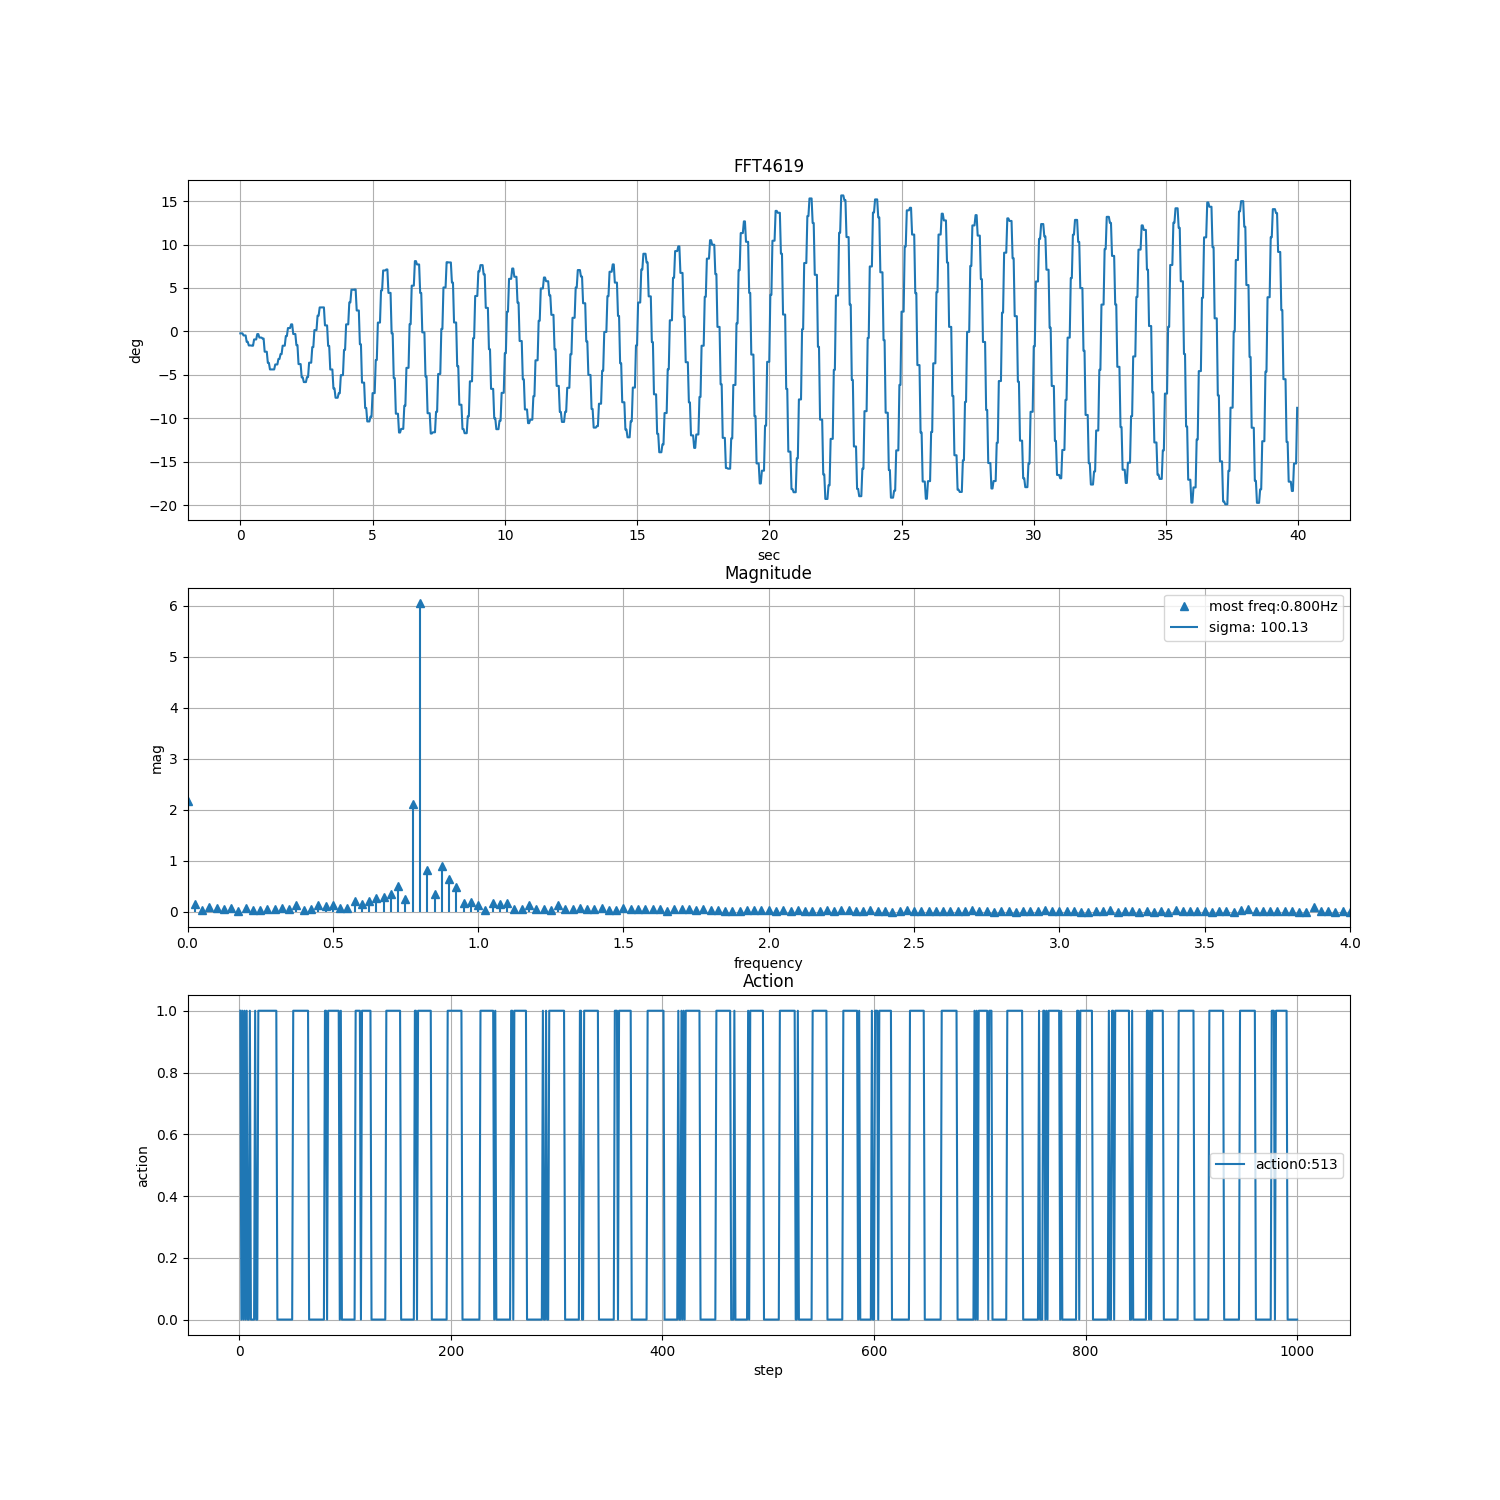 FFT4619
15
10
5
0
−5
−10
−15
−20
deg
0 5 10 15 20 25 30 35 40
sec
Magnitude
6
5
4
3
2
1
0
mag
most freq:0.800Hz
sigma: 100.13
0.0 0.5 1.0 1.5 2.0 2.5 3.0 3.5 4.0
frequency
Action
1.0
0.8
0.6
0.4
0.2
0.0
action
action0:513
0 200 400 600 800 1000
step